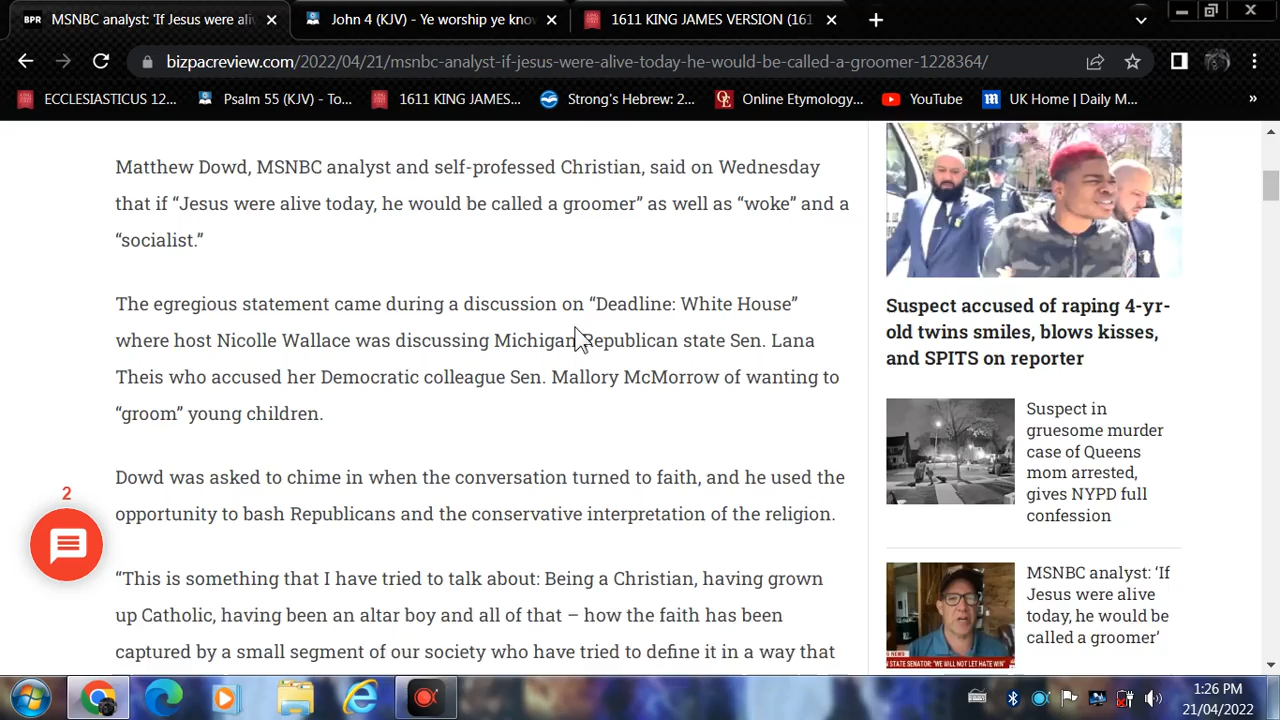 BPR MSNBC analyst: 'If Jesus were ali
John 4 (KJV) - Ye worship ye kno
1611 KING JAMES VERSION (161
bizpacreview.com/2022/04/21/msnbc-analyst-if-jesus-were-alive-today-he-would-be-called-a-groomer-1228364/
ECCLESIASTICUS 12...
Psalm 55 (KJV) - To...
1611 KING JAMES...
Strong's Hebrew: 2...
Online Etymology...
YouTube
UK Home | Daily M...
»
Matthew Dowd, MSNBC analyst and self-professed Christian, said on Wednesday
that if “Jesus were alive today, he would be called a groomer” as well as “woke” and a
“socialist.”
The egregious statement came during a discussion on “Deadline: White House”
where host Nicolle Wallace was discussing Michigan Republican state Sen. Lana
Theis who accused her Democratic colleague Sen. Mallory McMorrow of wanting to
“groom” young children.
Dowd was asked to chime in when the conversation turned to faith, and he used the
opportunity to bash Republicans and the conservative interpretation of the religion.
“This is something that I have tried to talk about: Being a Christian, having grown
up Catholic, having been an altar boy and all of that – how the faith has been
captured by a small segment of our society who have tried to define it in a way that
2
Suspect accused of raping 4-yr-
old twins smiles, blows kisses,
and SPITS on reporter
Suspect in
gruesome murder
case of Queens
mom arrested,
gives NYPD full
confession
MSNBC analyst: ‘If
Jesus were alive
today, he would be
called a groomer’
NG NEWS
N STATE SENATOR: "WE WILL NOT LET HATE WIN"
1:26 PM
21/04/2022